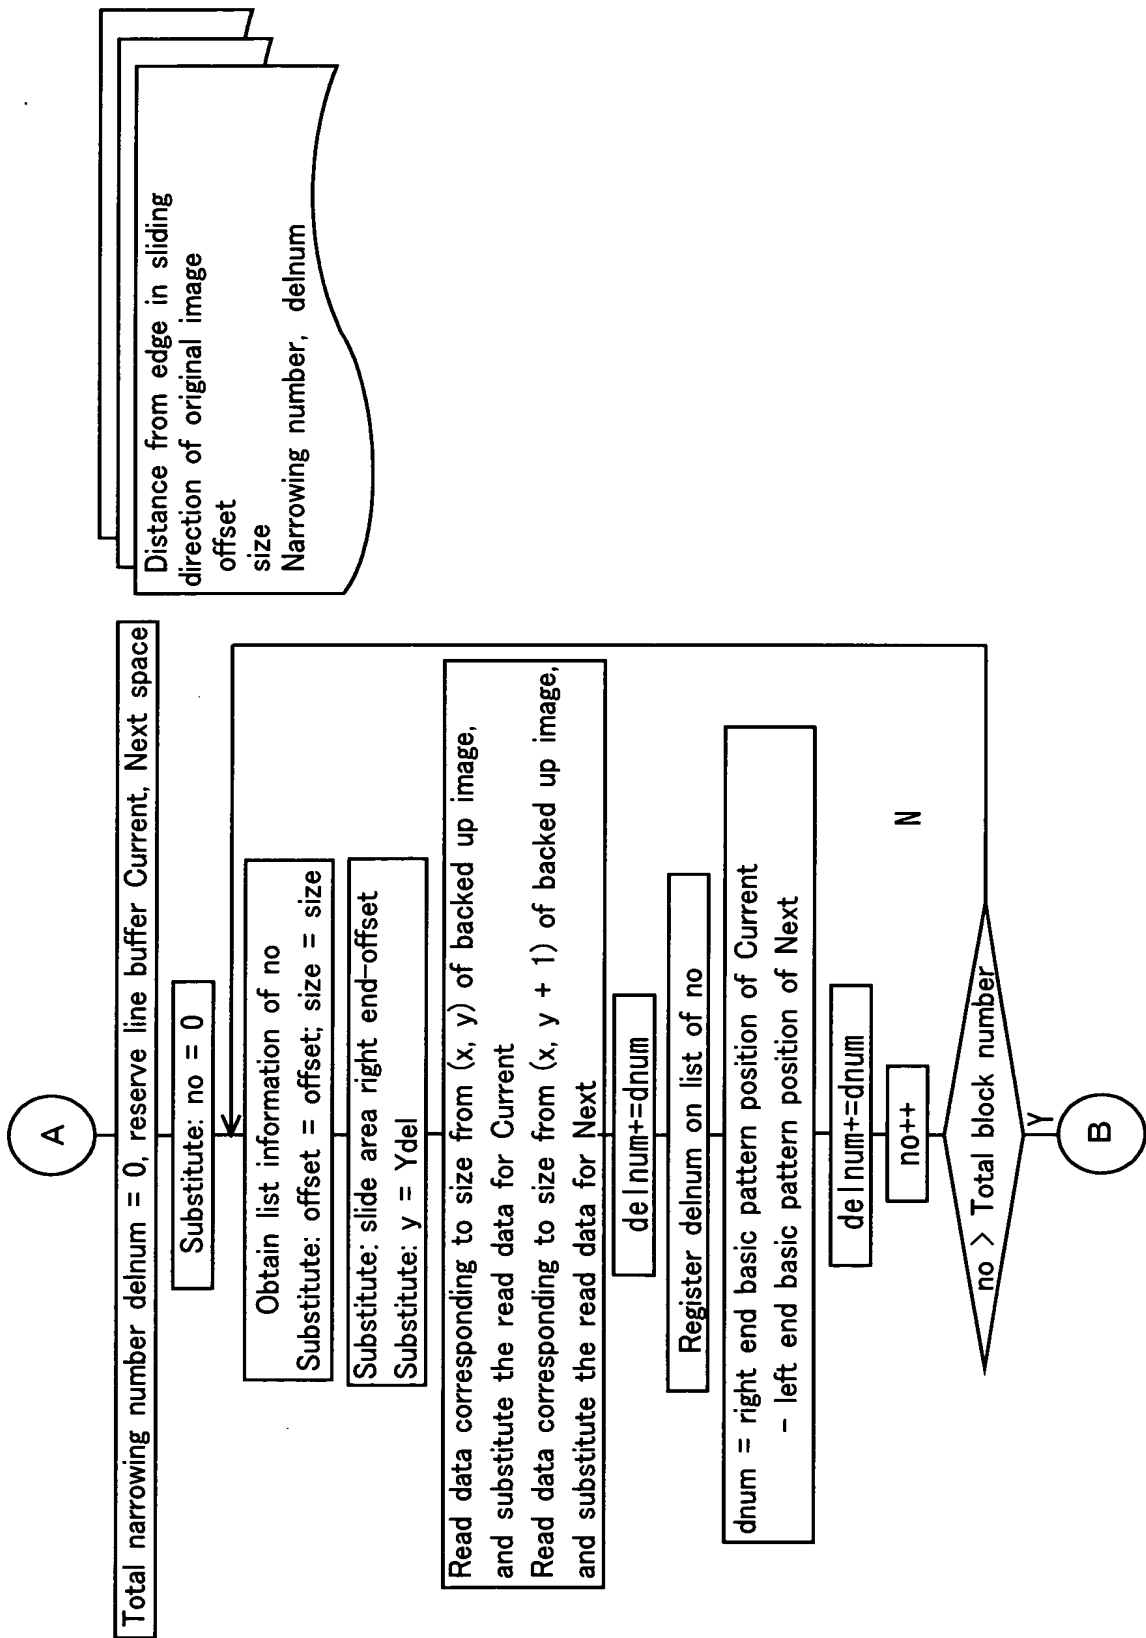 A
Total narrowing number delnum = 0, reserve line buffer Current, Next space
Substitute: no = 0
Obtain list information of no
Substitute: offset = offset; size = size
Substitute: slide area right end-offset
Substitute: y = Ydel
Read data corresponding to size from (x, y) of backed up image,
and substitute the read data for Current
Read data corresponding to size from (x, y + 1) of backed up image,
and substitute the read data for Next
delnum+=dnum
Register delnum on list of no
dnum = right end basic pattern position of Current
- left end basic pattern position of Next
delnum+=dnum
no++
no > Total block number
N
Y
B
Distance from edge in sliding
direction of original image
offset
size
Narrowing number, delnum